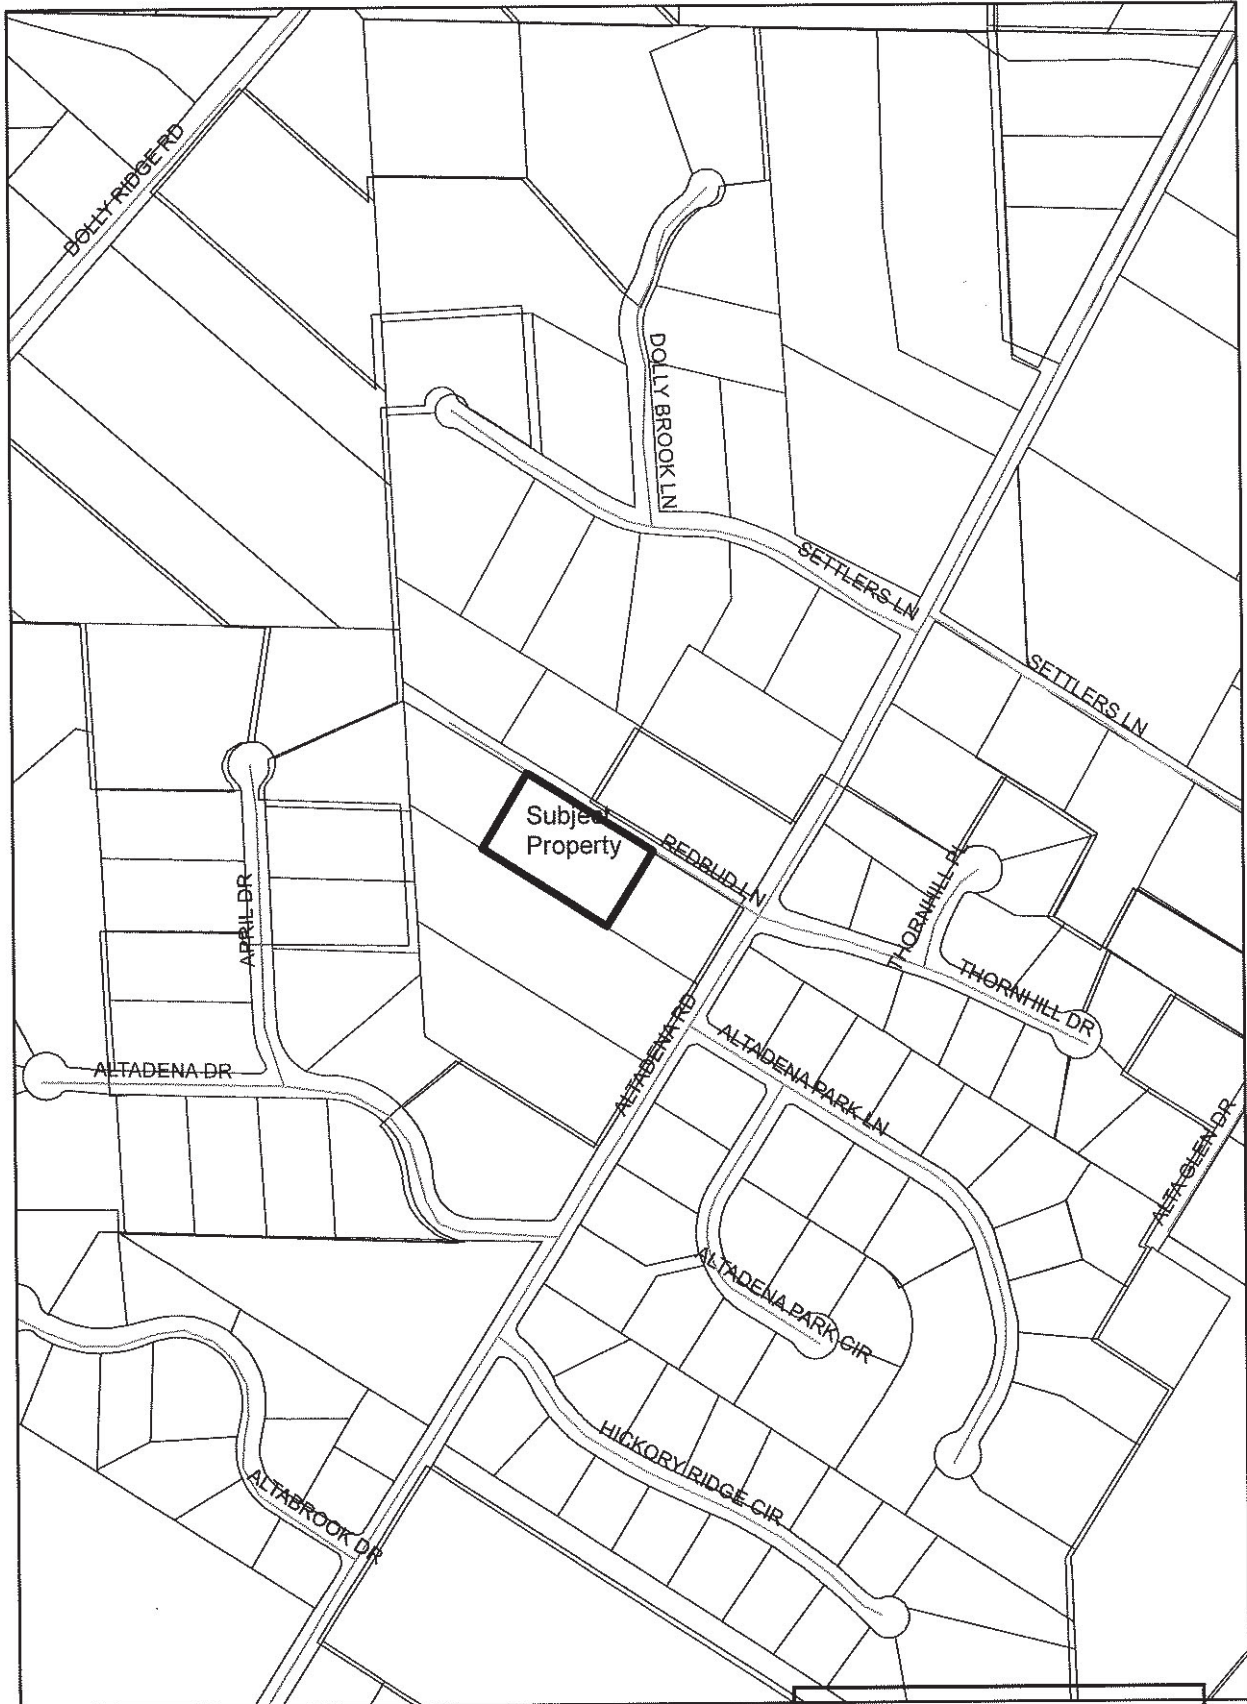 DOLLY RIDGE RD
DOLLY BROOK LN
SETTLERS LN
SETTLERS LN
Subject
Property
REDBUD LN
THORNHILL PL
APRIL DR
THORNHILL DR
ALTADENA RD
ALTADENA PARK LN
ALTADENA DR
ALTA GLEN DR
ALTADENA PARK CIR
HICKORY RIDGE CIR
ALTABROOK DR